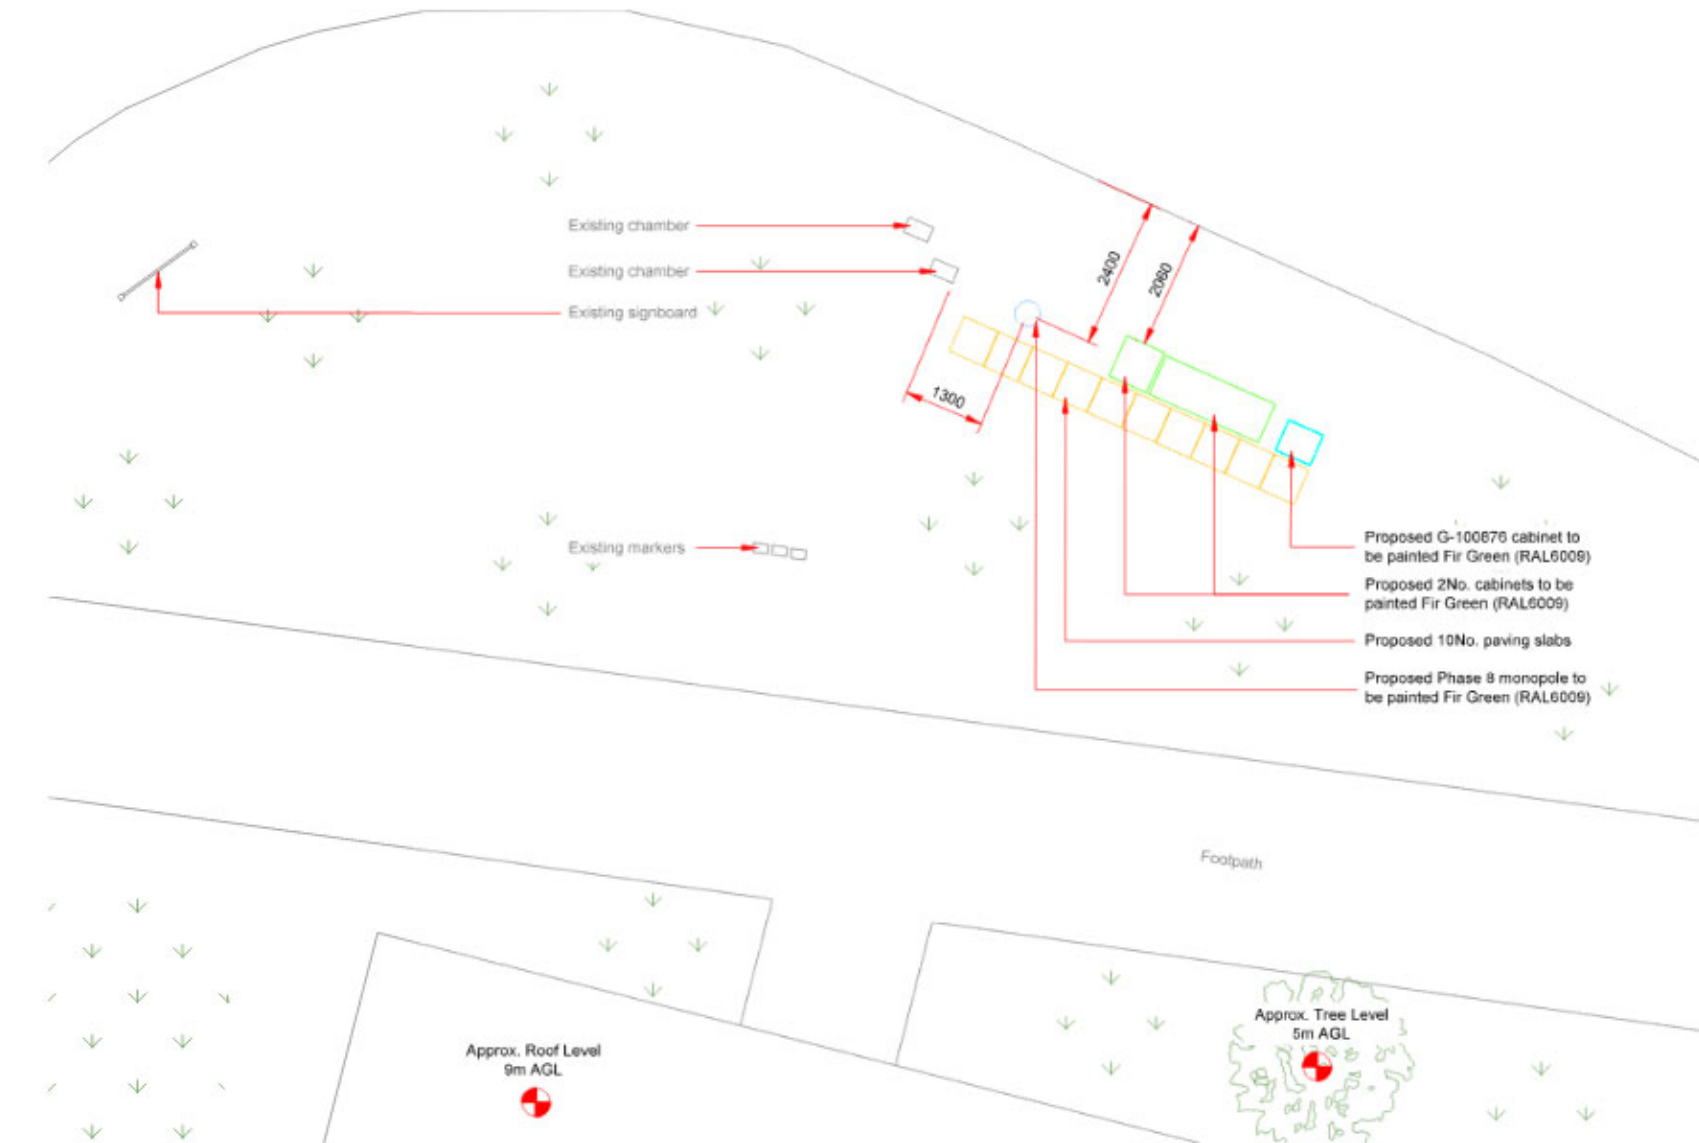 Existing chamber
Existing chamber
Existing signboard
2400
2060
1300
Existing markers
Proposed G-100876 cabinet to
be painted Fir Green (RAL6009)
Proposed 2No. cabinets to be
painted Fir Green (RAL6009)
Proposed 10No. paving slabs
Proposed Phase 8 monopole to
be painted Fir Green (RAL6009)
Footpath
Approx. Tree Level
5m AGL
Approx. Roof Level
9m AGL